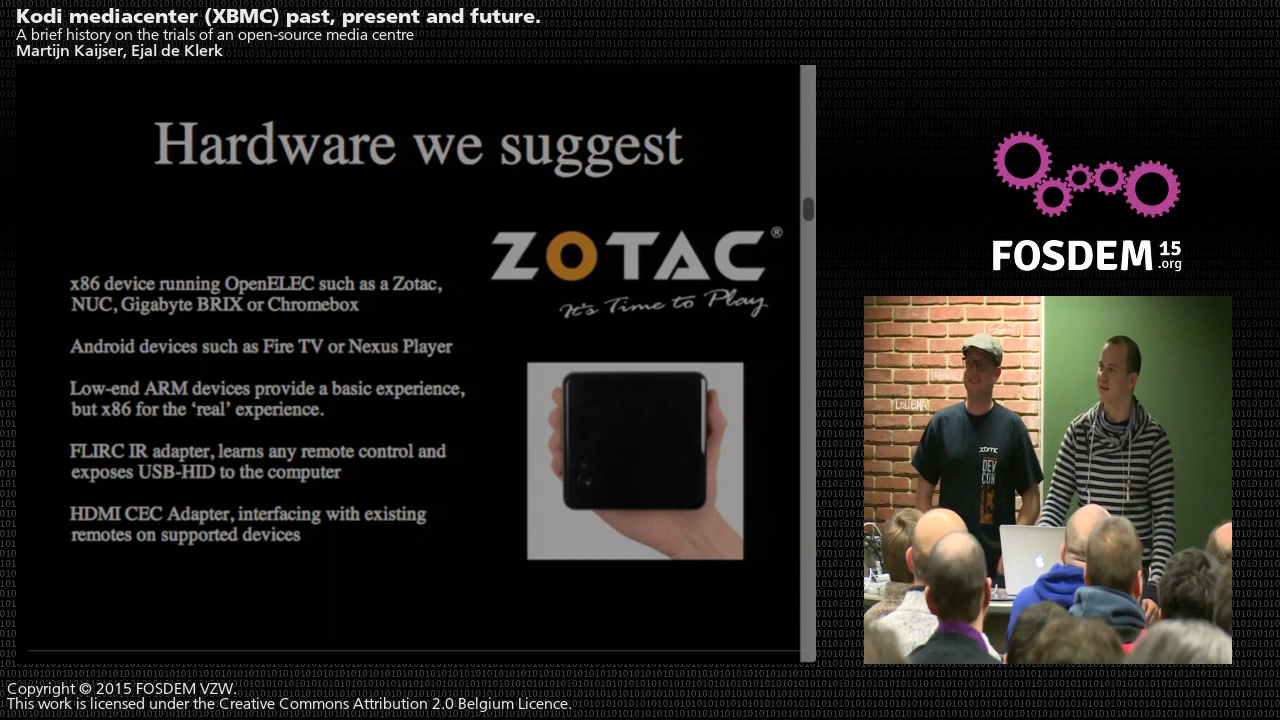 Kodi mediacenter (XBMC) past, present and future.
A brief history on the trials of an open-source media centre
Martijn Kaijser, Ejal de Klerk
Hardware we suggest
ZOTAC®
It's Time to Play.
x86 device running OpenELEC such as a Zotac,
NUC, Gigabyte BRIX or Chromebox
Android devices such as Fire TV or Nexus Player
Low-end ARM devices provide a basic experience,
but x86 for the ‘real’ experience.
FLIRC IR adapter, learns any remote control and
exposes USB-HID to the computer
HDMI CEC Adapter, interfacing with existing
remotes on supported devices
FOSDEM 15
.org
xbmc
DEV
CON
Copyright © 2015 FOSDEM VZW.
This work is licensed under the Creative Commons Attribution 2.0 Belgium Licence.